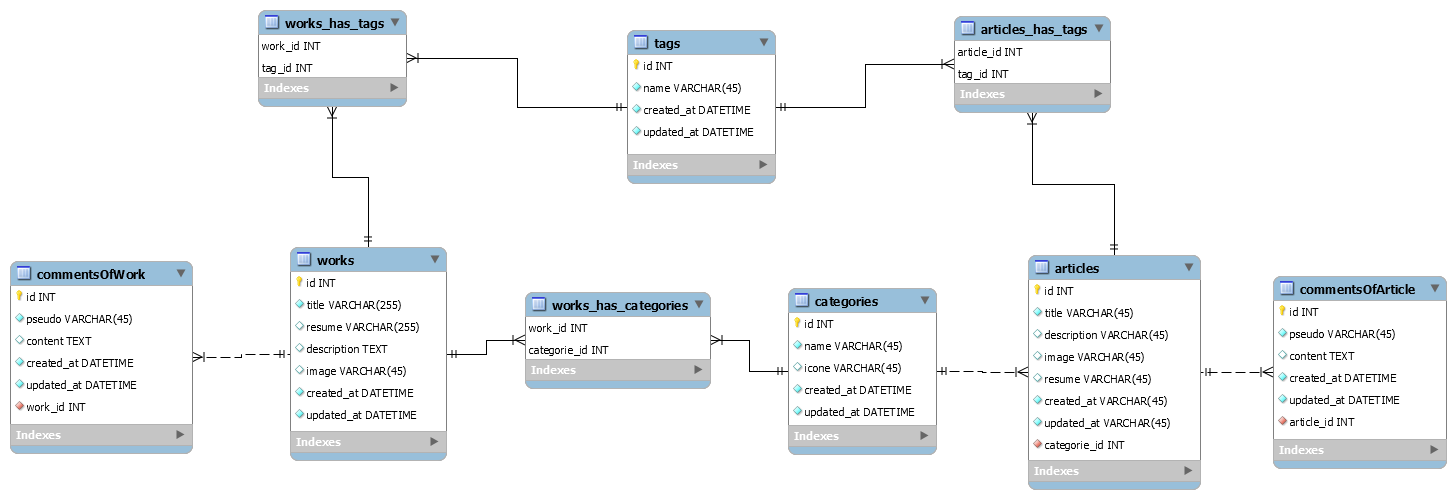 works_has_tags
work_id INT
tag_id INT
Indexes
tags
id INT
name VARCHAR(45)
created_at DATETIME
updated_at DATETIME
Indexes
articles_has_tags
article_id INT
tag_id INT
Indexes
commentsOfWork
id INT
pseudo VARCHAR(45)
content TEXT
created_at DATETIME
updated_at DATETIME
work_id INT
Indexes
works
id INT
title VARCHAR(255)
resume VARCHAR(255)
description TEXT
image VARCHAR(45)
created_at DATETIME
updated_at DATETIME
Indexes
works_has_categories
work_id INT
categorie_id INT
Indexes
categories
id INT
name VARCHAR(45)
icone VARCHAR(45)
created_at DATETIME
updated_at DATETIME
Indexes
articles
id INT
title VARCHAR(45)
description VARCHAR(45)
image VARCHAR(45)
resume VARCHAR(45)
created_at VARCHAR(45)
updated_at VARCHAR(45)
categorie_id INT
Indexes
commentsOfArticle
id INT
pseudo VARCHAR(45)
content TEXT
created_at DATETIME
updated_at DATETIME
article_id INT
Indexes